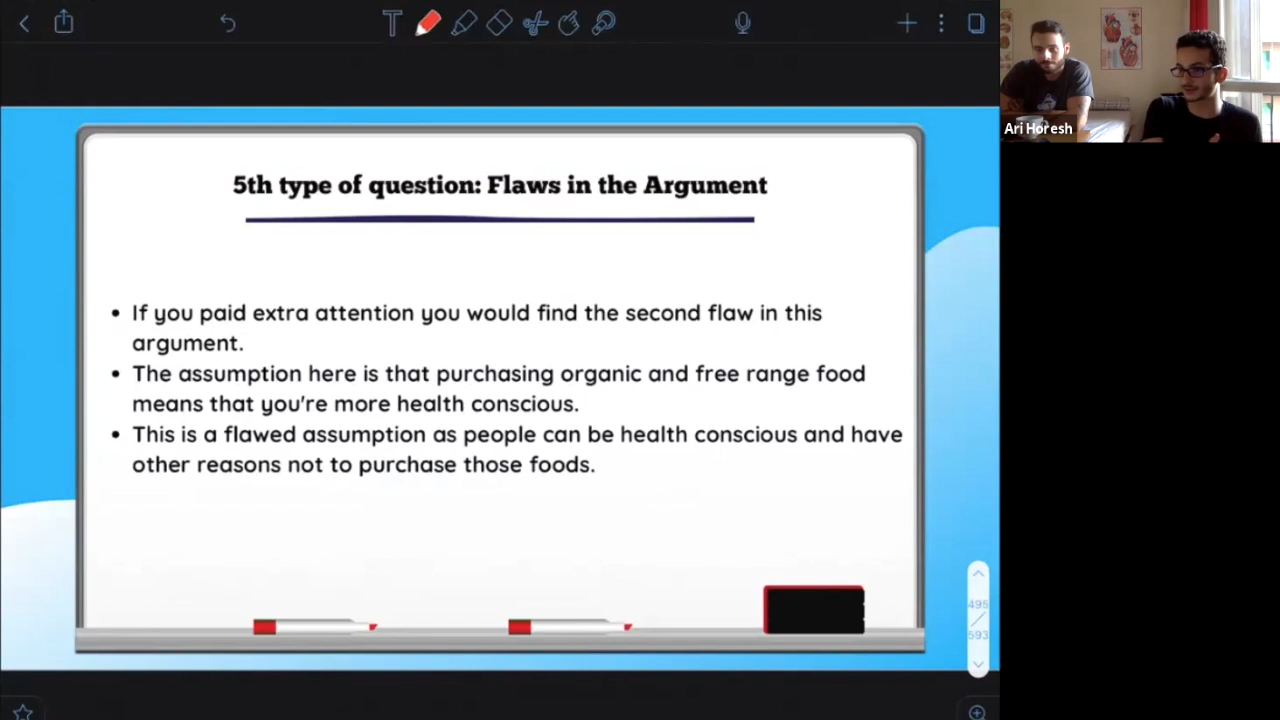 Ari Horesh
5th type of question: Flaws in the Argument
If you paid extra attention you would find the second flaw in this
argument.
The assumption here is that purchasing organic and free range food
means that you're more health conscious.
This is a flawed assumption as people can be health conscious and have
other reasons not to purchase those foods.
495
593